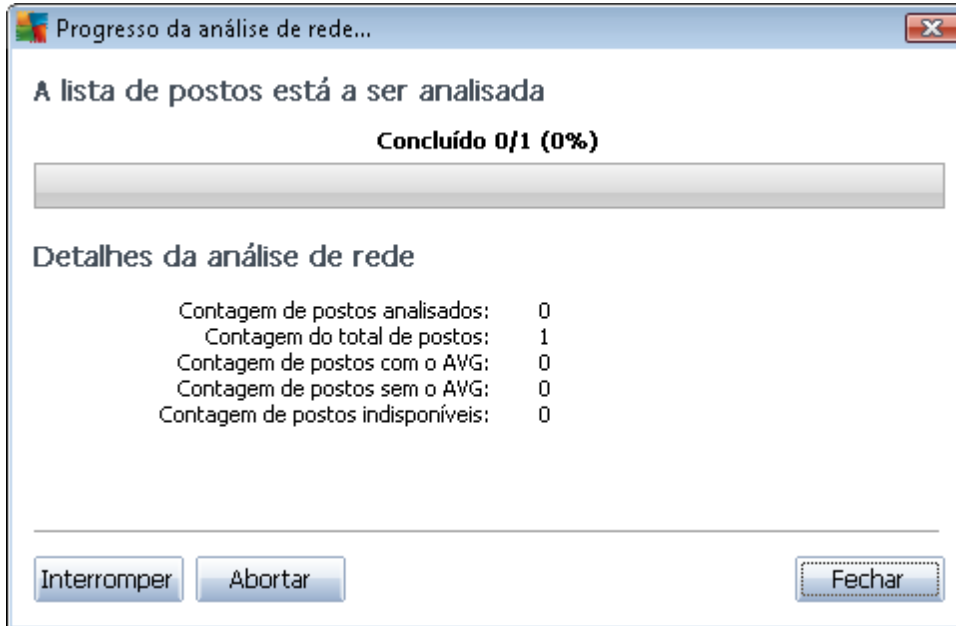 Progresso da análise de rede...
A lista de postos está a ser analisada
Concluído 0/1 (0%)
Detalhes da análise de rede
Contagem de postos analisados: 0
Contagem do total de postos: 1
Contagem de postos com o AVG: 0
Contagem de postos sem o AVG: 0
Contagem de postos indisponíveis: 0
Interromper Abortar Fechar